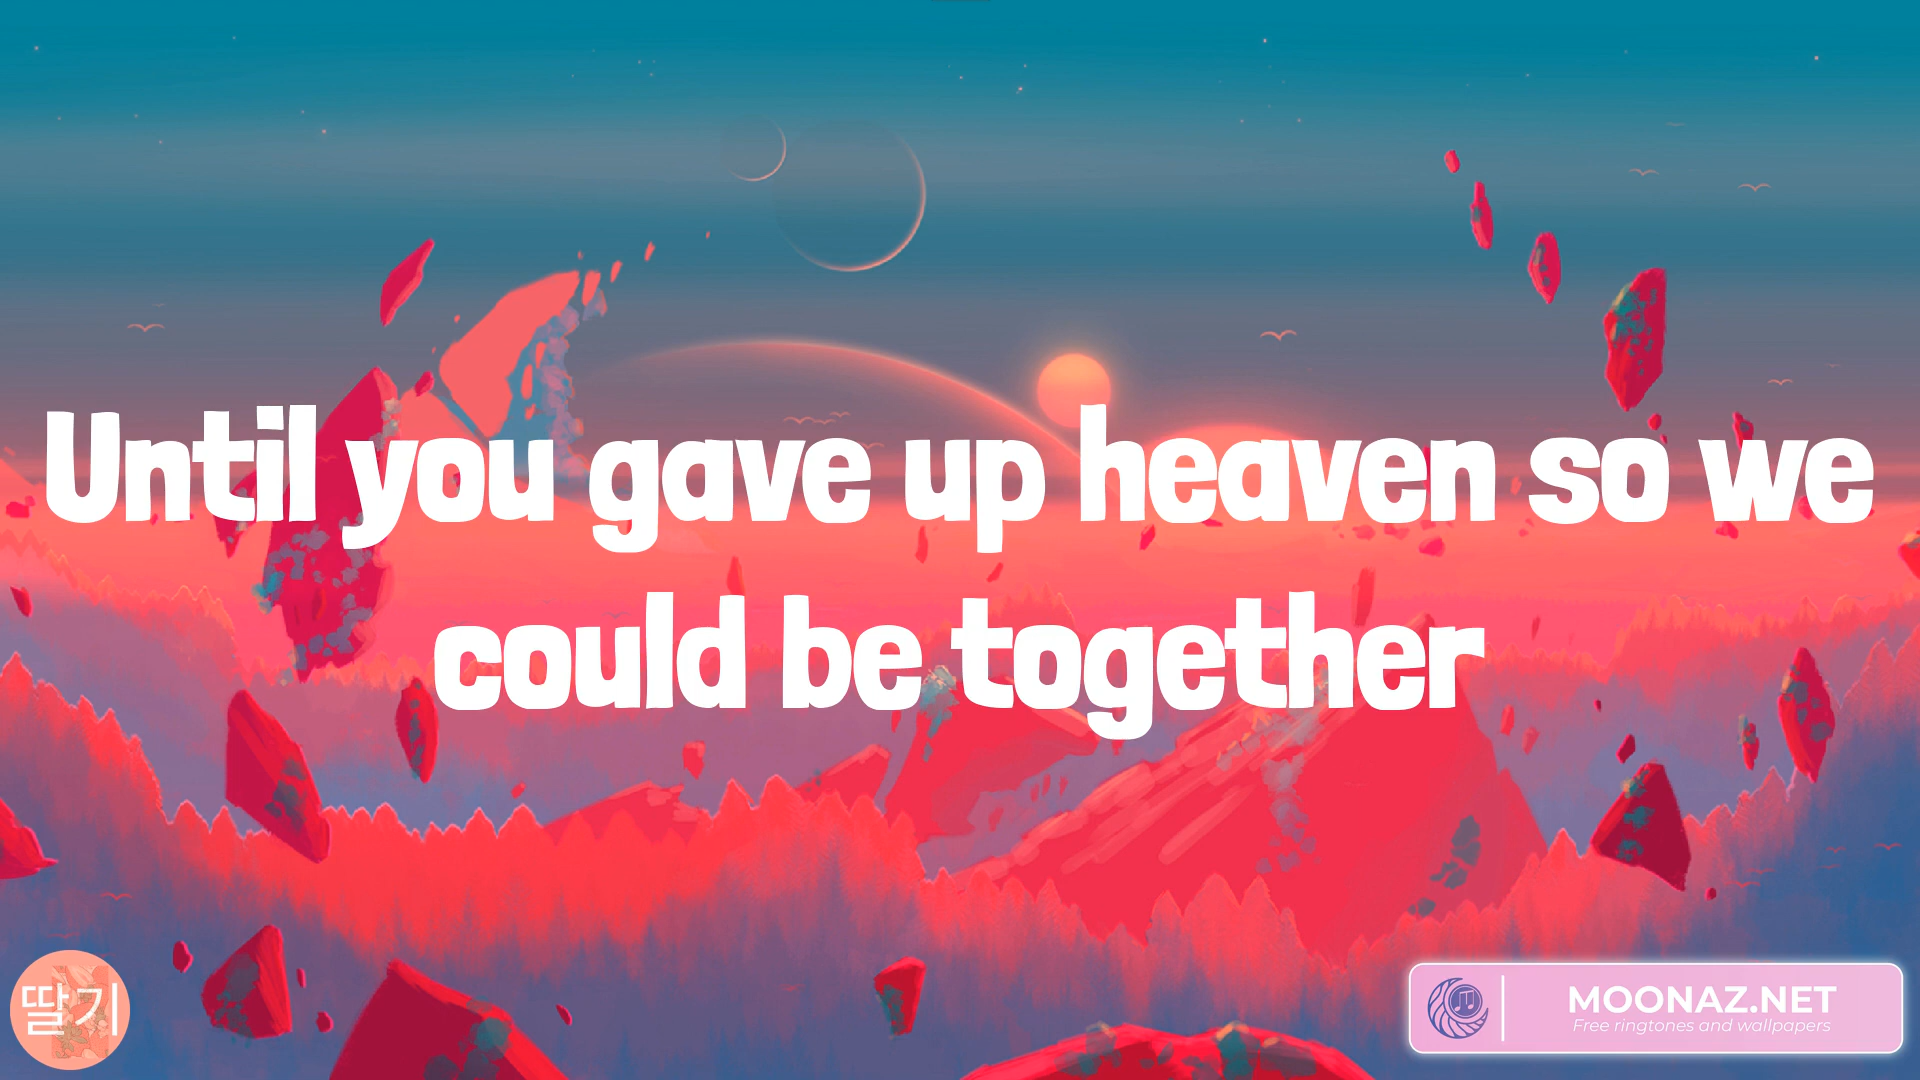 Until you gave up heaven so we
could be together
딸기
MOONAZ.NET
Free ringtones and wallpapers